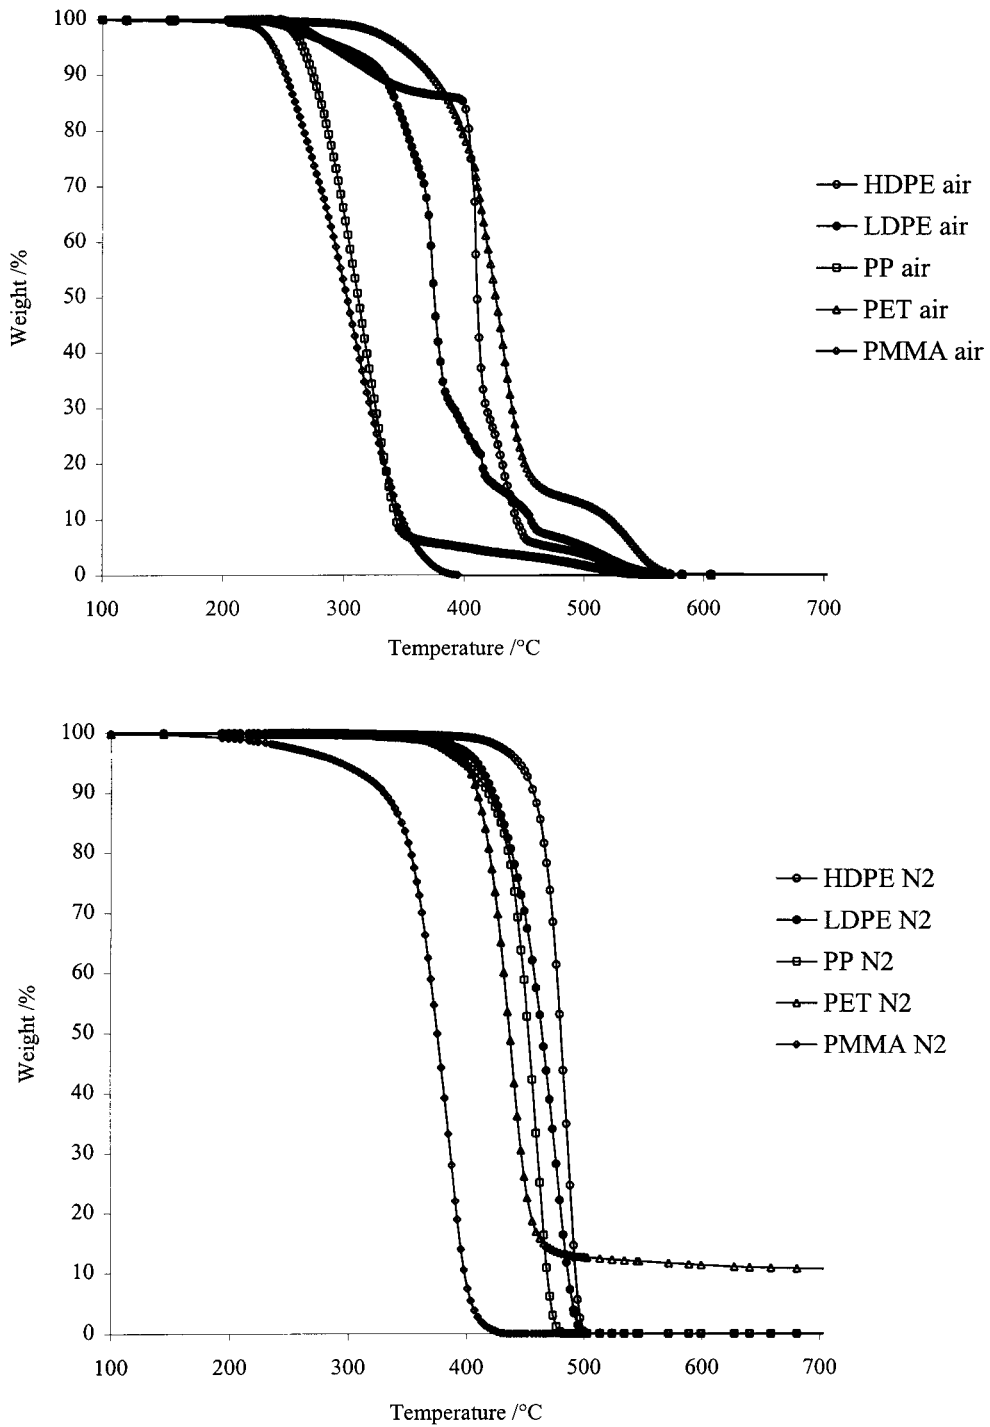 100
90
80
70
60
50
40
30
20
10
0
Weight /%
100 200 300 400 500 600 700
Temperature /°C
HDPE air
LDPE air
PP air
PET air
PMMA air
100
90
80
70
60
50
40
30
20
10
0
Weight /%
100 200 300 400 500 600 700
Temperature /°C
HDPE N2
LDPE N2
PP N2
PET N2
PMMA N2